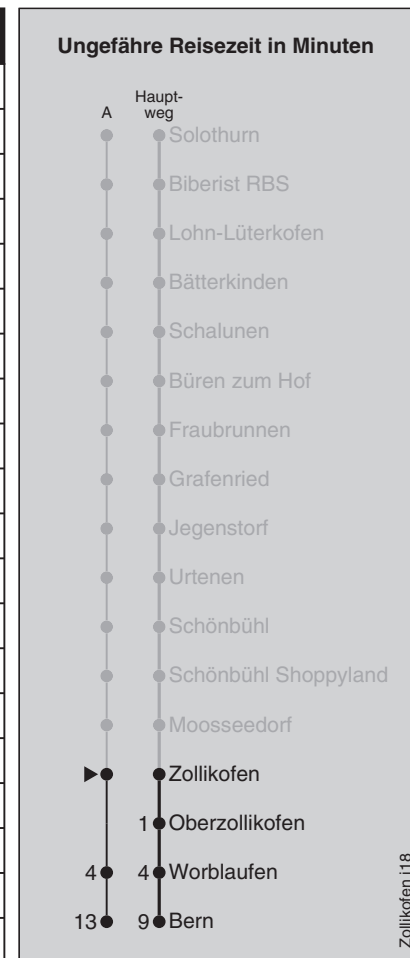 Ungefähre Reisezeit in Minuten
A
Haupt-
weg
Solothurn
Biberist RBS
Lohn-Lüterkofen
Bätterkinden
Schalunen
Büren zum Hof
Fraubrunnen
Grafenried
Jegenstorf
Urtenen
Schönbühl
Schönbühl Shoppyland
Moosseedorf
Zollikofen
1 Oberzollikofen
4 4 Worblaufen
13 9 Bern
Zollikofen i18